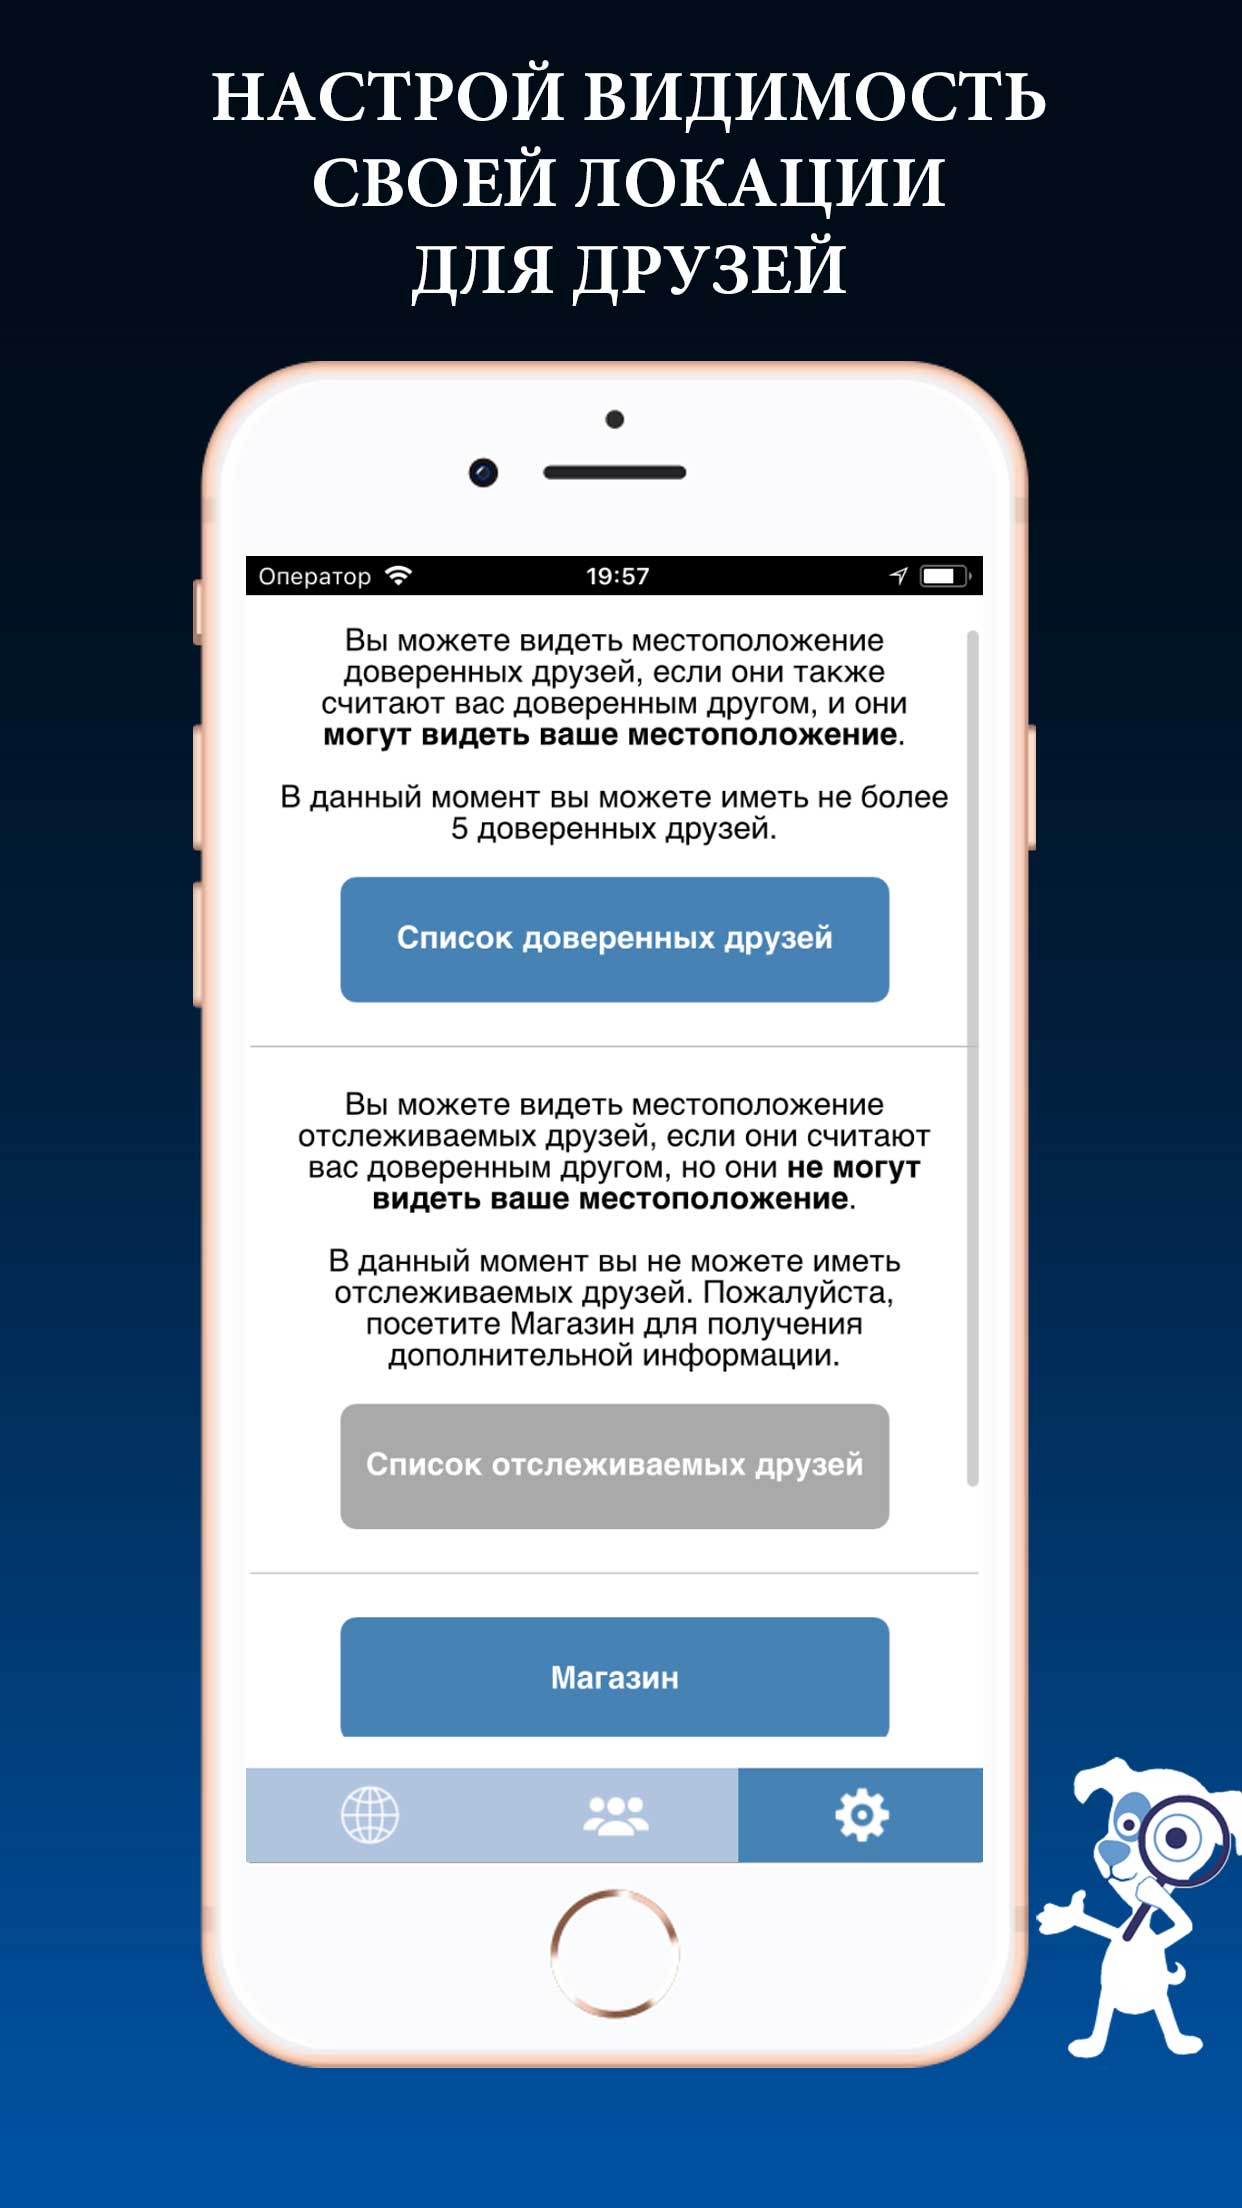 НАСТРОЙ ВИДИМОСТЬ
СВОЕЙ ЛОКАЦИИ
ДЛЯ ДРУЗЕЙ
Оператор 19:57
Вы можете видеть местоположение
доверенных друзей, если они также
считают вас доверенным другом, и они
могут видеть ваше местоположение.
В данный момент вы можете иметь не более
5 доверенных друзей.
Список доверенных друзей
Вы можете видеть местоположение
отслеживаемых друзей, если они считают
вас доверенным другом, но они не могут
видеть ваше местоположение.
В данный момент вы не можете иметь
отслеживаемых друзей. Пожалуйста,
посетите Магазин для получения
дополнительной информации.
Список отслеживаемых друзей
Магазин